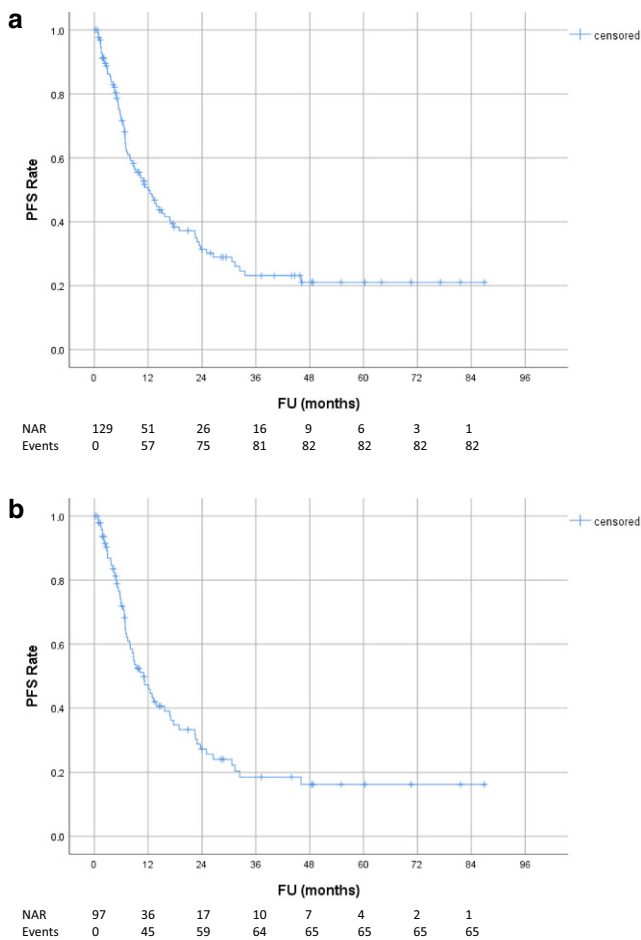 a
censored
1.0
0.8
0.6
0.4
0.2
0.0
PFS Rate
0 12 24 36 48 60 72 84 96
FU (months)
NAR 129 51 26 16 9 6 3 1
Events 0 57 75 81 82 82 82 82
b
censored
1.0
0.8
0.6
0.4
0.2
0.0
PFS Rate
0 12 24 36 48 60 72 84 96
FU (months)
NAR 97 36 17 10 7 4 2 1
Events 0 45 59 64 65 65 65 65